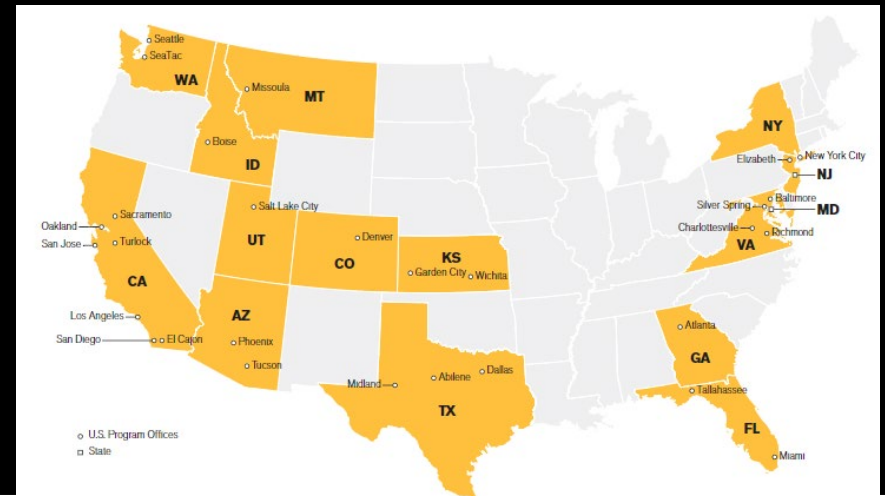 Seattle
SeaTac
WA
Missoula
MT
NY
Boise
ID
Elizabeth
New York City
NJ
Salt Lake City
Silver Spring
Baltimore
MD
Sacramento
Oakland
Charlottesville
Richmond
San Jose
Turlock
UT
Denver
VA
CO
KS
Garden City
Wichita
CA
Los Angeles
AZ
Atlanta
San Diego
El Cajon
Phoenix
GA
Tucson
Midland
Abilene
Dallas
Tallahassee
TX
FL
U.S. Program Offices
State
Miami